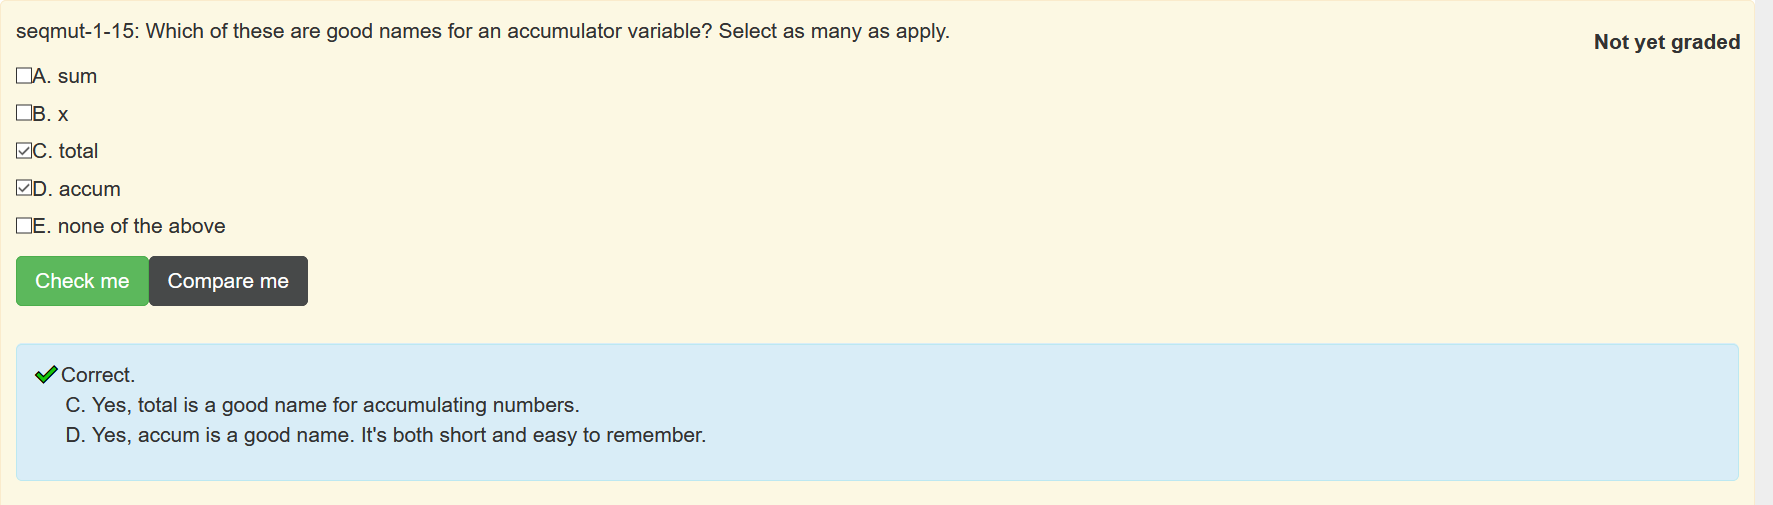 seqmut-1-15: Which of these are good names for an accumulator variable? Select as many as apply.
Not yet graded
A. sum
B. x
C. total
D. accum
E. none of the above
Check me
Compare me
Correct.
C. Yes, total is a good name for accumulating numbers.
D. Yes, accum is a good name. It's both short and easy to remember.